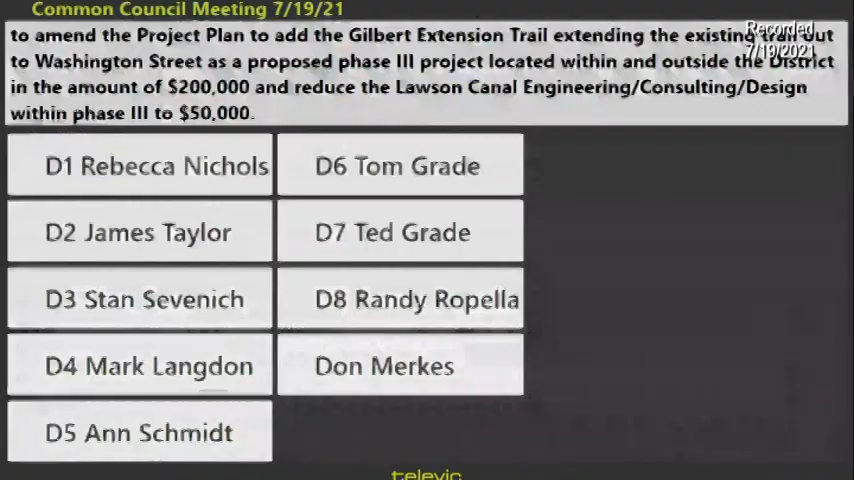 Common Council Meeting 7/19/21
Recorded
7/19/2021
to amend the Project Plan to add the Gilbert Extension Trail extending the existing trail out
to Washington Street as a proposed phase III project located within and outside the District
in the amount of $200,000 and reduce the Lawson Canal Engineering/Consulting/Design
within phase III to $50,000.
D1 Rebecca Nichols
D6 Tom Grade
D2 James Taylor
D7 Ted Grade
D3 Stan Sevenich
D8 Randy Ropella
D4 Mark Langdon
Don Merkes
D5 Ann Schmidt
televic